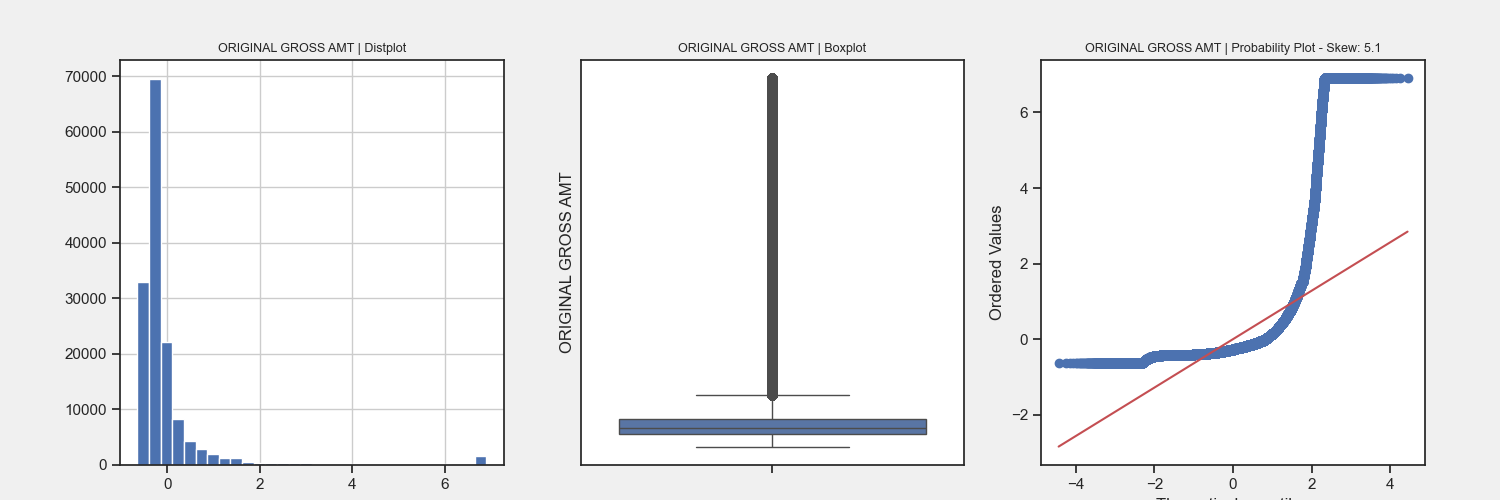 ORIGINAL GROSS AMT | Distplot
70000
60000
50000
40000
30000
20000
10000
0
0 2 4 6
ORIGINAL GROSS AMT | Boxplot
ORIGINAL GROSS AMT
ORIGINAL GROSS AMT | Probability Plot - Skew: 5.1
Ordered Values
6
4
2
0
−2
−4 −2 0 2 4